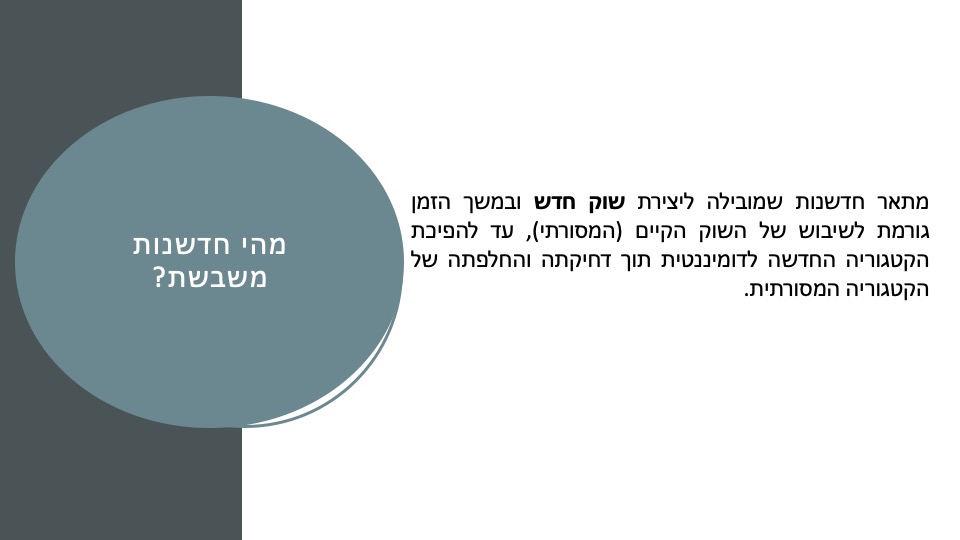 מהי חדשנות
משבשת?
מתאר חדשנות שמובילה ליצירת שוק חדש ובמשך הזמן
גורמת לשיבוש של השוק הקיים (המסורתי), עד להפיכת
הקטגוריה החדשה לדומיננטית תוך דחיקתה והחלפתה של
הקטגוריה המסורתית.